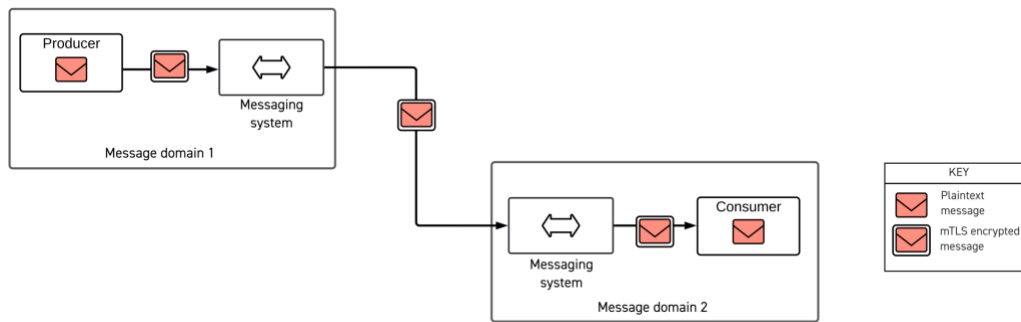 Producer
Messaging
system
Message domain 1
Consumer
Messaging
system
Message domain 2
KEY
Plaintext
message
mTLS encrypted
message